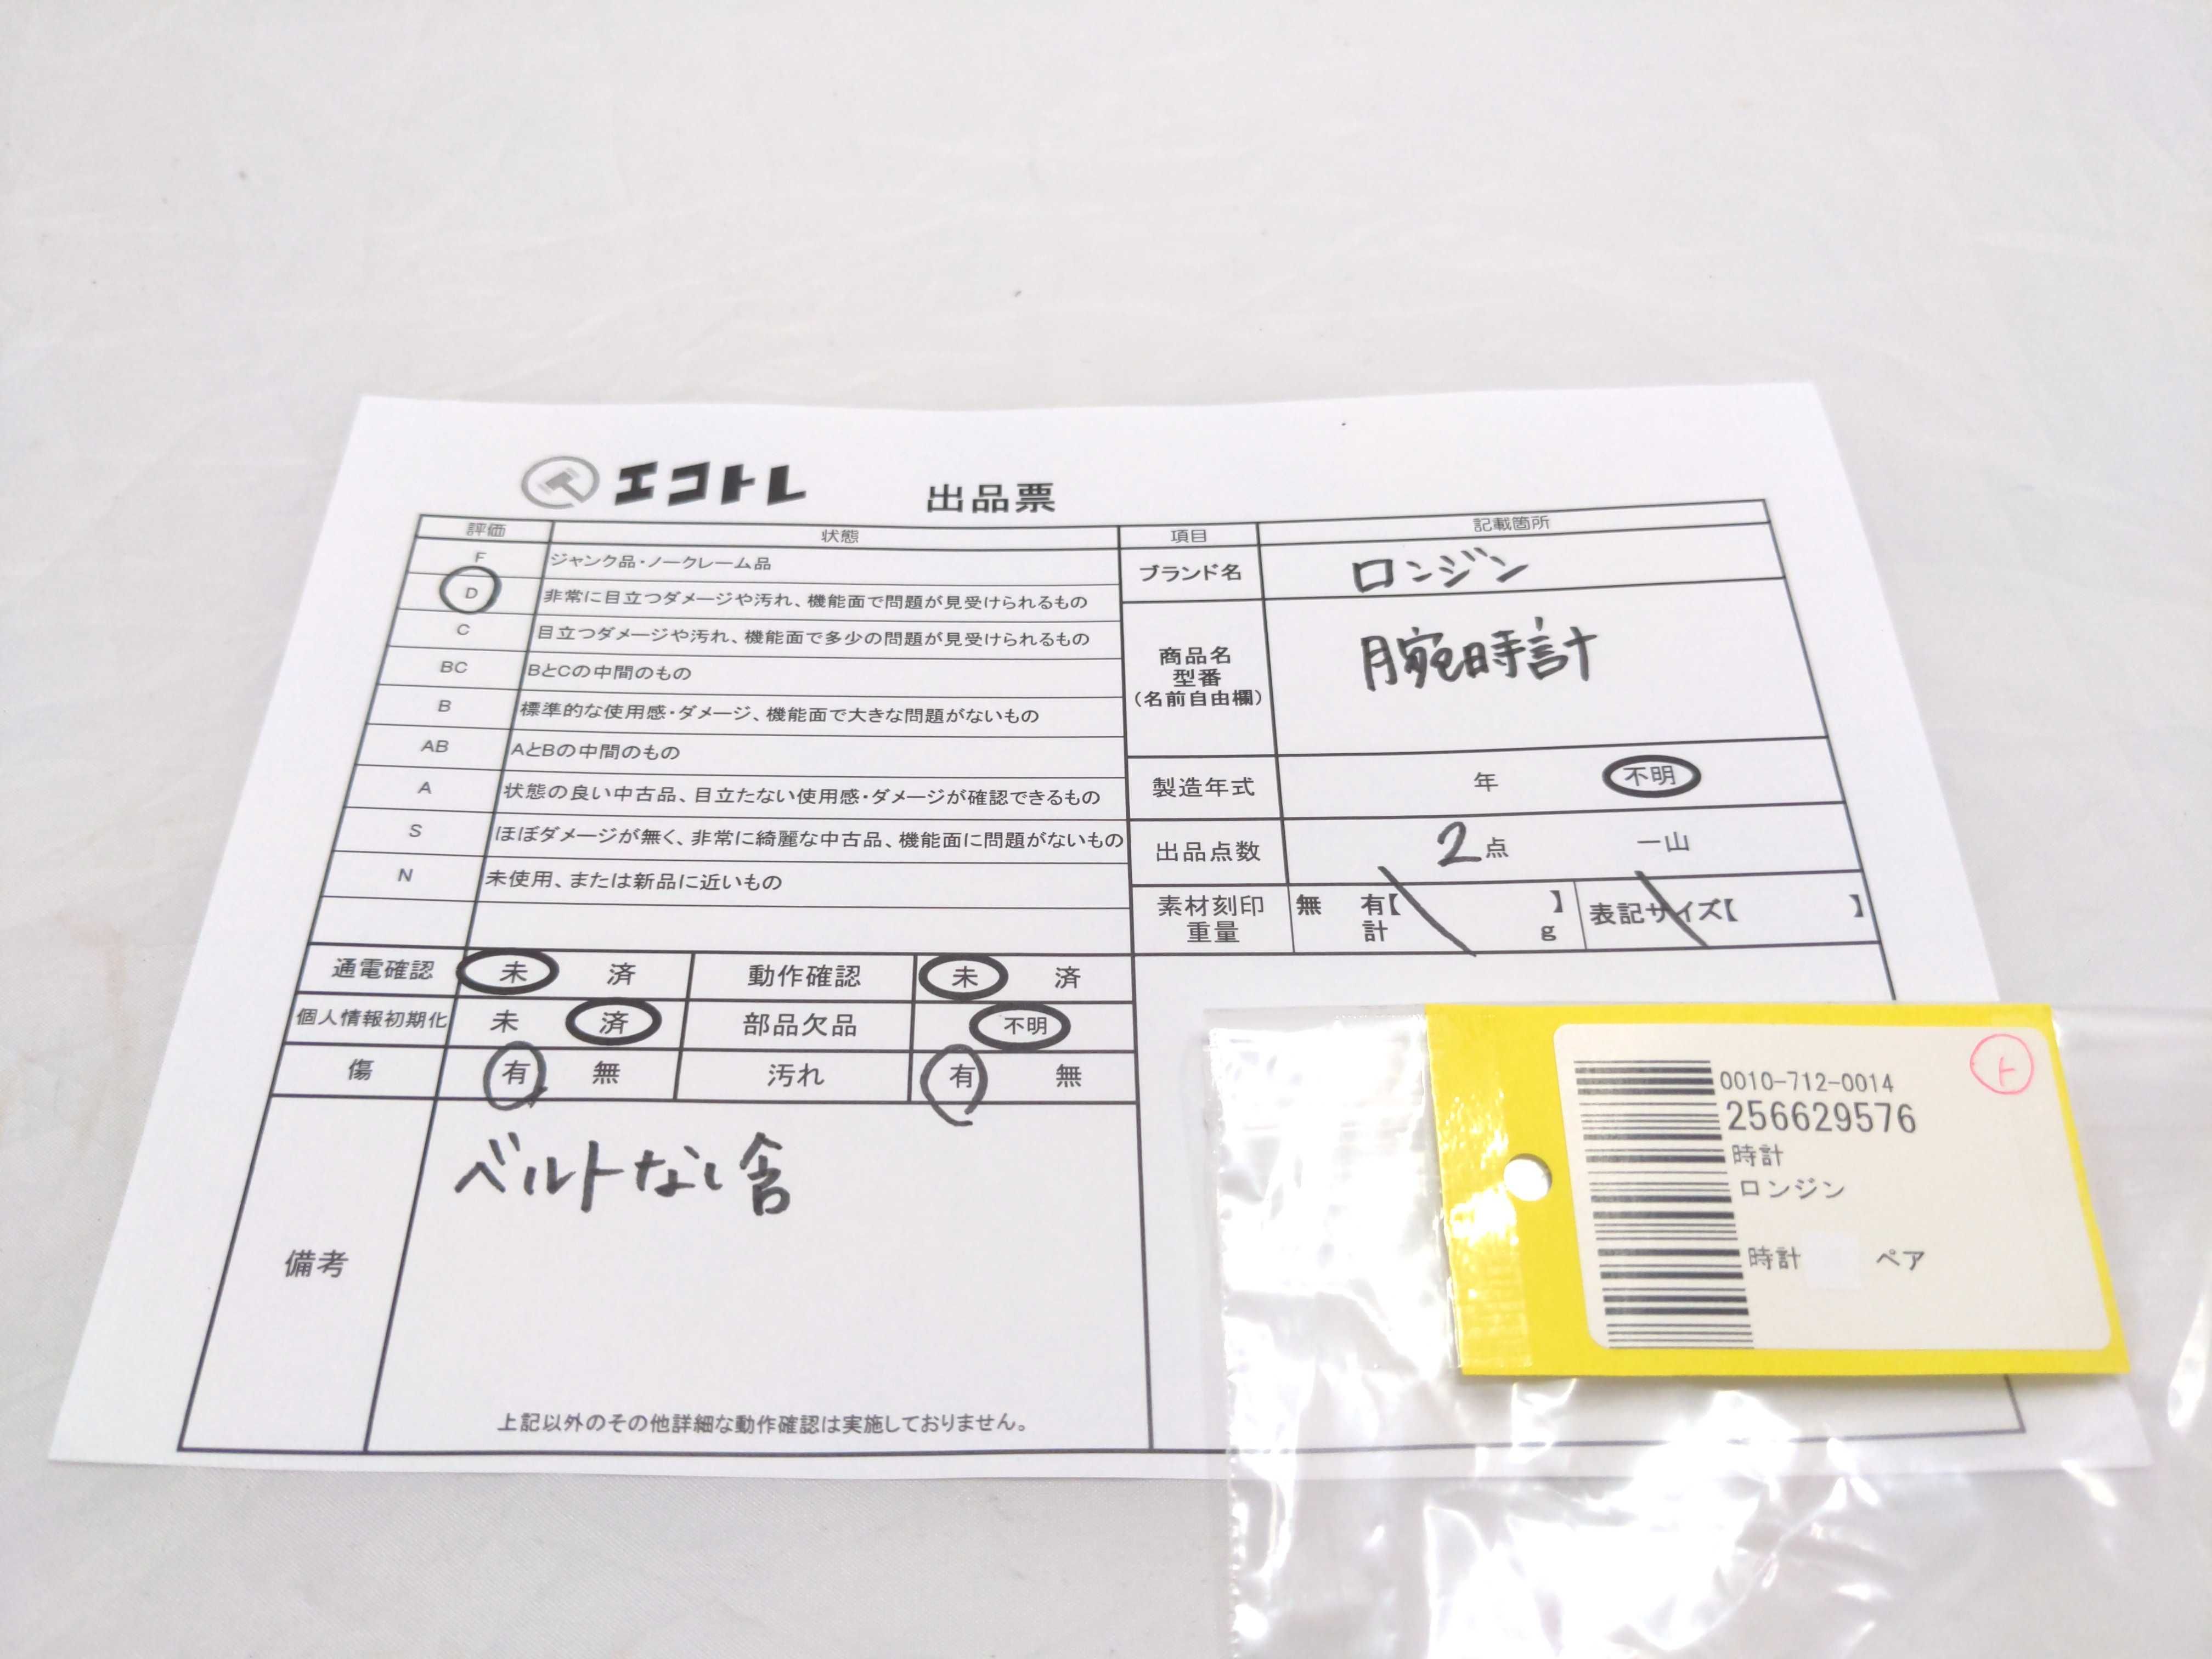 エコトレ 出品票
評価 状態
F ジャンク品・ノークレーム品
D 非常に目立つダメージや汚れ、機能面で問題が見受けられるもの
C 目立つダメージや汚れ、機能面で多少の問題が見受けられるもの
BC BとCの中間のもの
B 標準的な使用感・ダメージ、機能面で大きな問題がないもの
AB AとBの中間のもの
A 状態の良い中古品、目立たない使用感・ダメージが確認できるもの
S ほぼダメージが無く、非常に綺麗な中古品、機能面に問題がないもの
N 未使用、または新品に近いもの
項目 記載箇所
ブランド名 ロンジン
商品名
型番
(名前自由欄)
腕時計
製造年式 年 不明
出品点数 2点 一山
素材刻印 無 有【 】 表記サイズ【 】
重量 計 g
通電確認 未 済 動作確認 未 済
個人情報初期化 未 済 部品欠品 不明
傷 有 無 汚れ 有 無
備考
ベルトなし含
上記以外のその他詳細な動作確認は実施しておりません。
ト
0010-712-0014
256629576
時計
ロンジン
時計 ペア